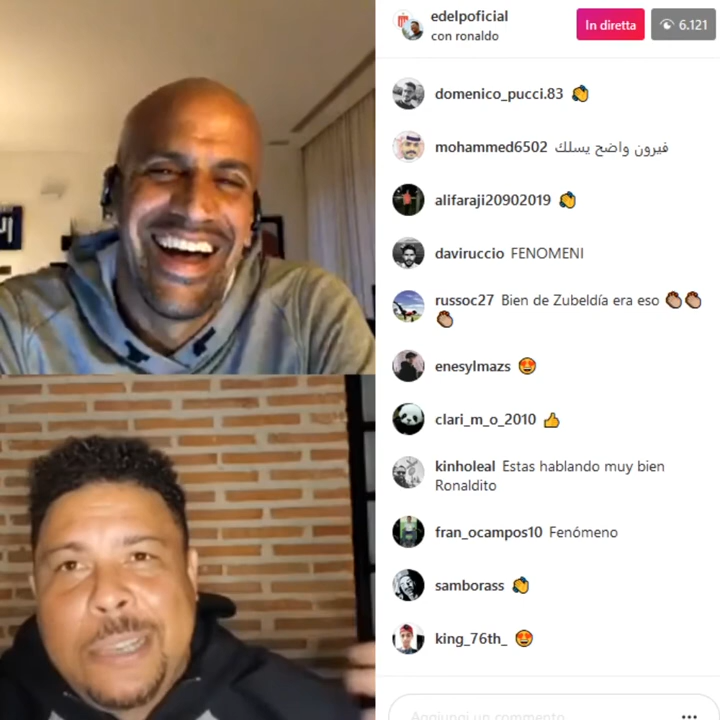 edelpoficial
con ronaldo
In diretta
6.121
domenico_pucci.83 👏
mohammed6502 فيرون واضح يسلك
alifaraji20902019 👏
daviruccio FENOMENI
russoc27 Bien de Zubeldía era eso 👏🏽👏🏽
👏🏽
enesylmazs 😍
clari_m_o_2010 👍
kinholeal Estas hablando muy bien
Ronaldito
fran_ocampos10 Fenómeno
samborass 👏
king_76th_ 😍
Aggiungi un commento